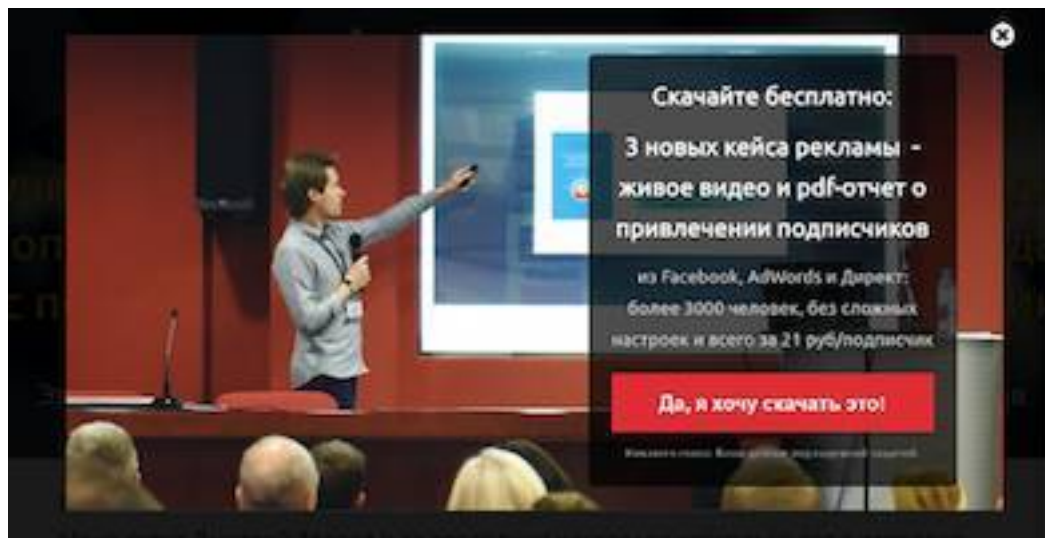 Скачайте бесплатно:
3 новых кейса рекламы -
живое видео и pdf-отчет о
привлечении подписчиков
из Facebook, AdWords и Директ:
более 3000 человек, без сложных
настроек и всего за 21 руб/подписчик
Да, я хочу скачать это!